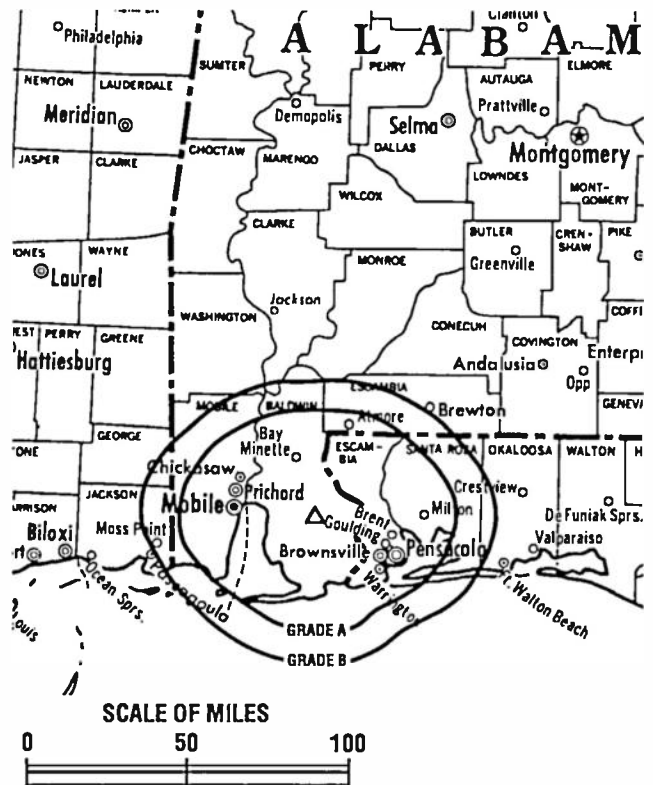 Clanton
Philadelphia
A L A B A M
SUMTER
PERRY
ELMORE
NEWTON
LAUDERDALE
AUTAUGA
Prattville
Demopolis
Meridian
Selma
DALLAS
Montgomery
CHOCTAW
JASPER
CLARKE
MARENGO
LOWNDES
MONT-
GOMERY
WILCOX
CLARKE
BUTLER
CREN-
SHAW
PIKE
JONES
WAYNE
MONROE
Greenville
Laurel
Jackson
WASHINGTON
COFFI
CONECUH
COVINGTON
PERRY
GREENE
Enterpr
Hattiesburg
Andalusia
Opp
ESCAMBIA
MOBILE
BALDWIN
GENEVA
Brewton
Atmore
GEORGE
Bay
Minette
ESCAM-
BIA
SANTA ROSA
OKALOOSA
WALTON
H
Chickasaw
Prichard
Crestview
JACKSON
Mobile
Milton
DeFuniak Sprs.
Brent
Goulding
Moss Point
Valparaiso
Biloxi
Brownsville
Pensacola
Ocean Sprs.
Pascagoula
Warrington
Ft. Walton Beach
GRADE A
GRADE B
SCALE OF MILES
0 50 100